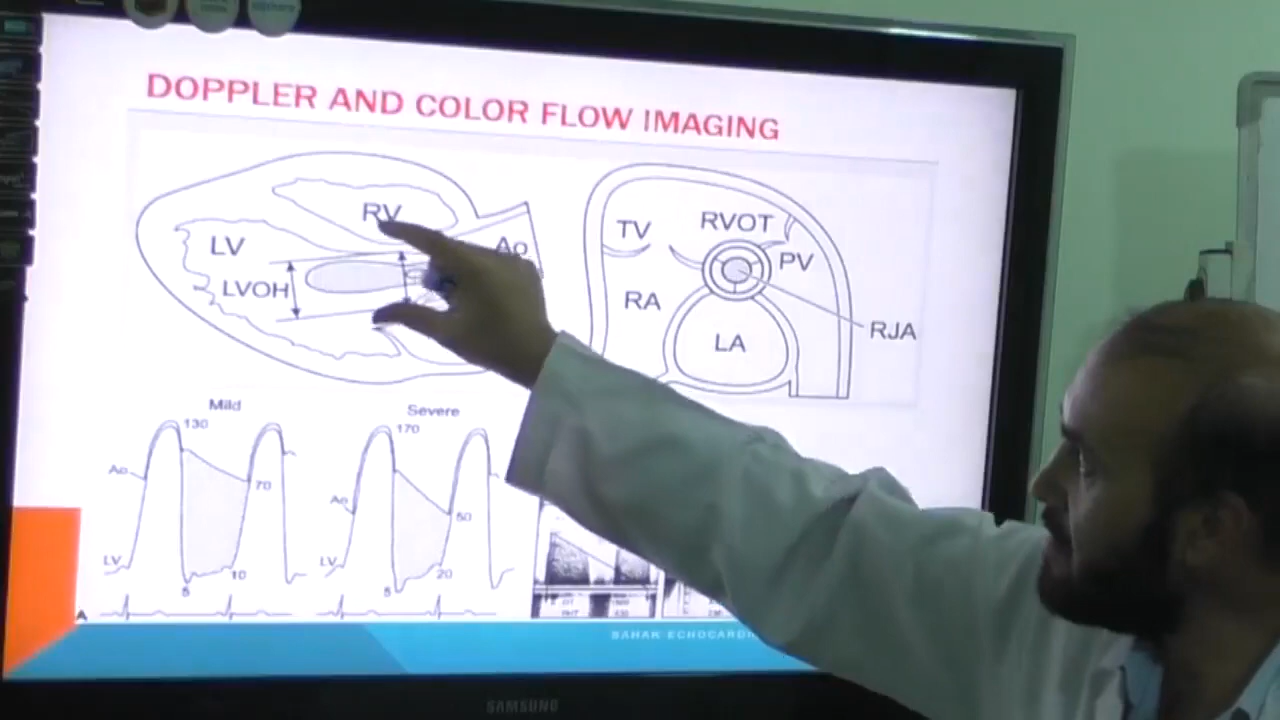 DOPPLER AND COLOR FLOW IMAGING
RV
LV
Ao
LVOH
TV
RVOT
PV
RA
LA
RJA
Mild
Severe
130
170
Ao
70
Ao
50
LV
10
5
LV
20
5
A
SAMSUNG